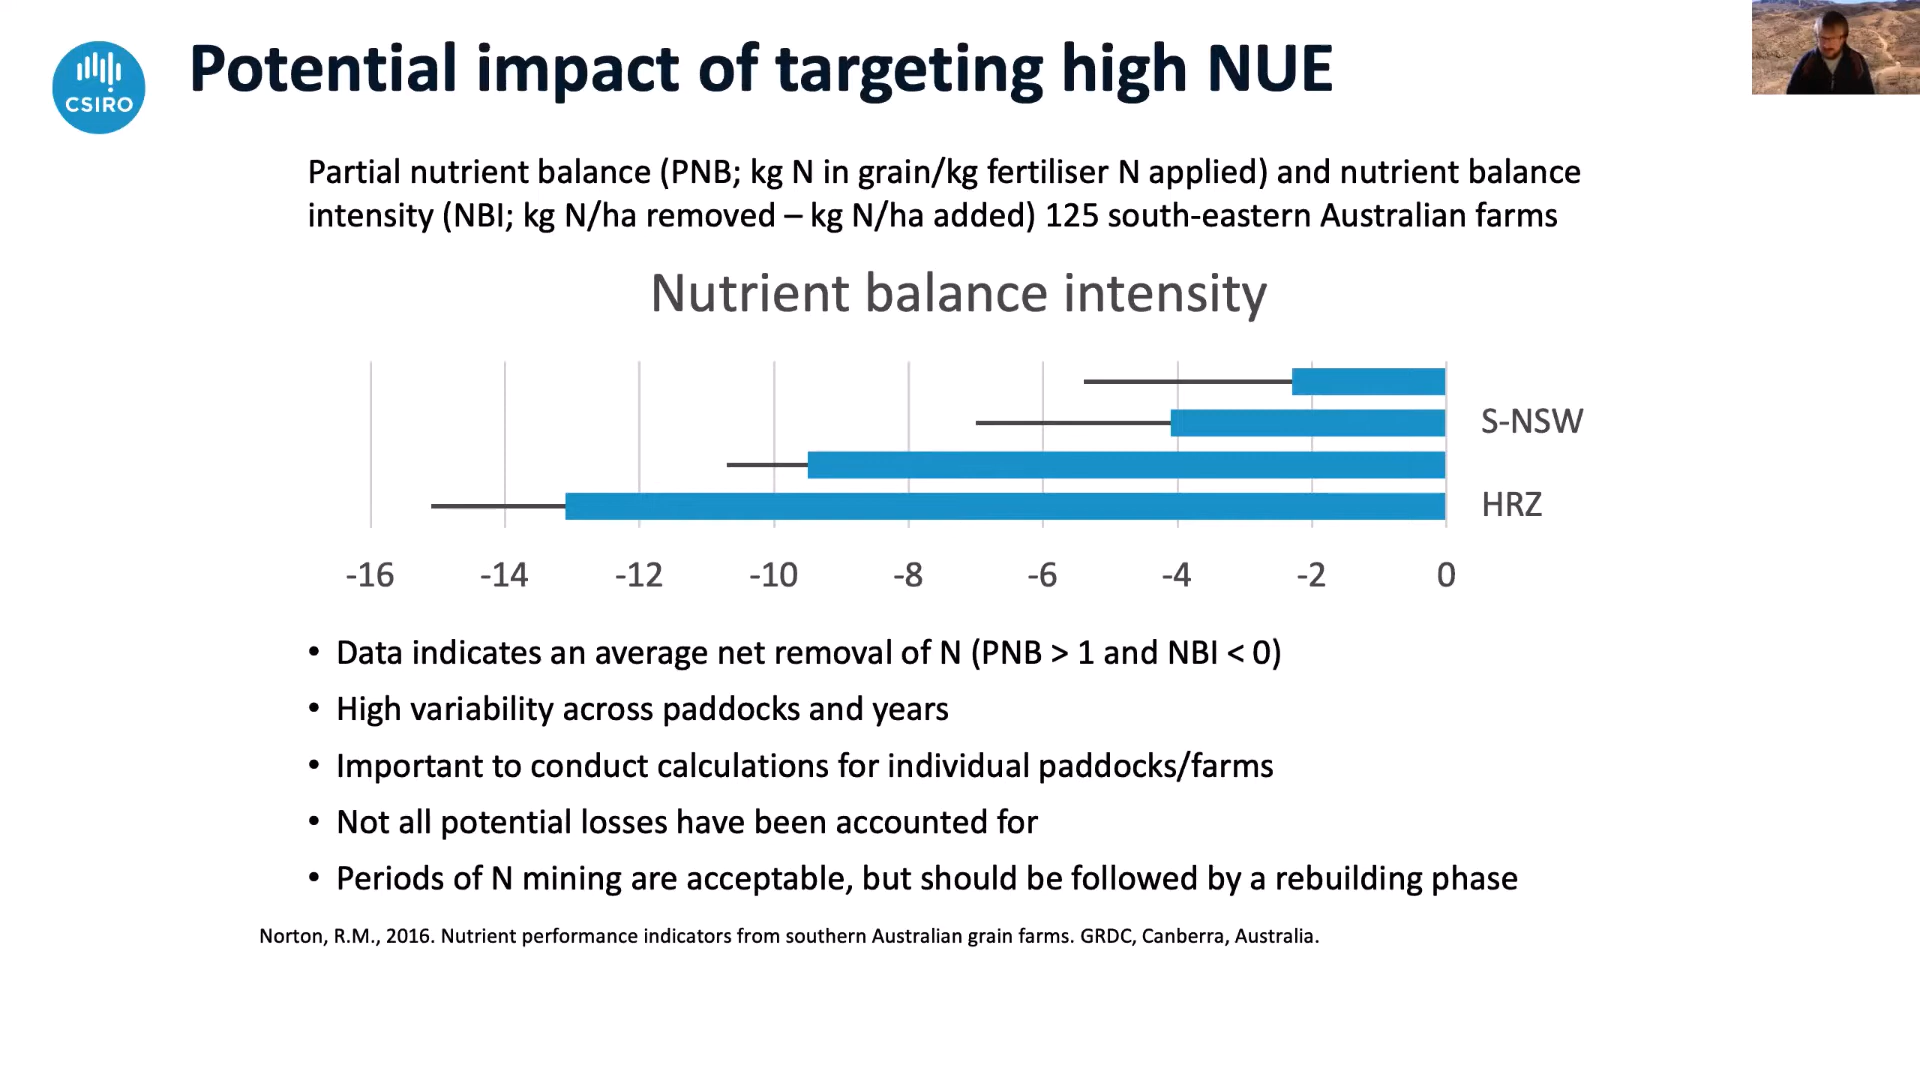 CSIRO
Potential impact of targeting high NUE
Partial nutrient balance (PNB; kg N in grain/kg fertiliser N applied) and nutrient balance
intensity (NBI; kg N/ha removed – kg N/ha added) 125 south-eastern Australian farms
Nutrient balance intensity
S-NSW
HRZ
-16 -14 -12 -10 -8 -6 -4 -2 0
• Data indicates an average net removal of N (PNB > 1 and NBI < 0)
• High variability across paddocks and years
• Important to conduct calculations for individual paddocks/farms
• Not all potential losses have been accounted for
• Periods of N mining are acceptable, but should be followed by a rebuilding phase
Norton, R.M., 2016. Nutrient performance indicators from southern Australian grain farms. GRDC, Canberra, Australia.